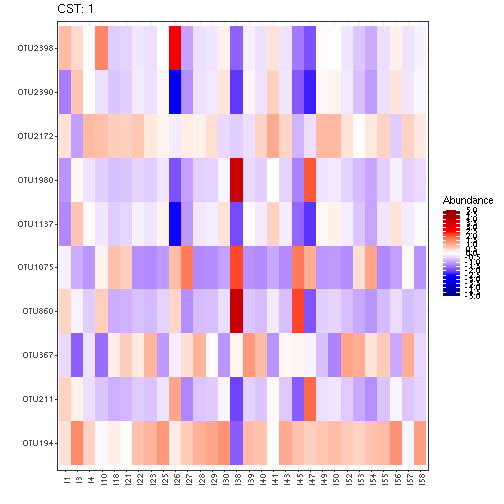 CST: 1
OTU2398
OTU2390
OTU2172
OTU1980
OTU1137
OTU1075
OTU860
OTU367
OTU211
OTU194
I1
I3
I4
I10
I18
I21
I22
I23
I25
I26
I27
I28
I29
I30
I38
I39
I40
I41
I43
I45
I47
I49
I50
I52
I53
I54
I55
I56
I57
I58
Abundance